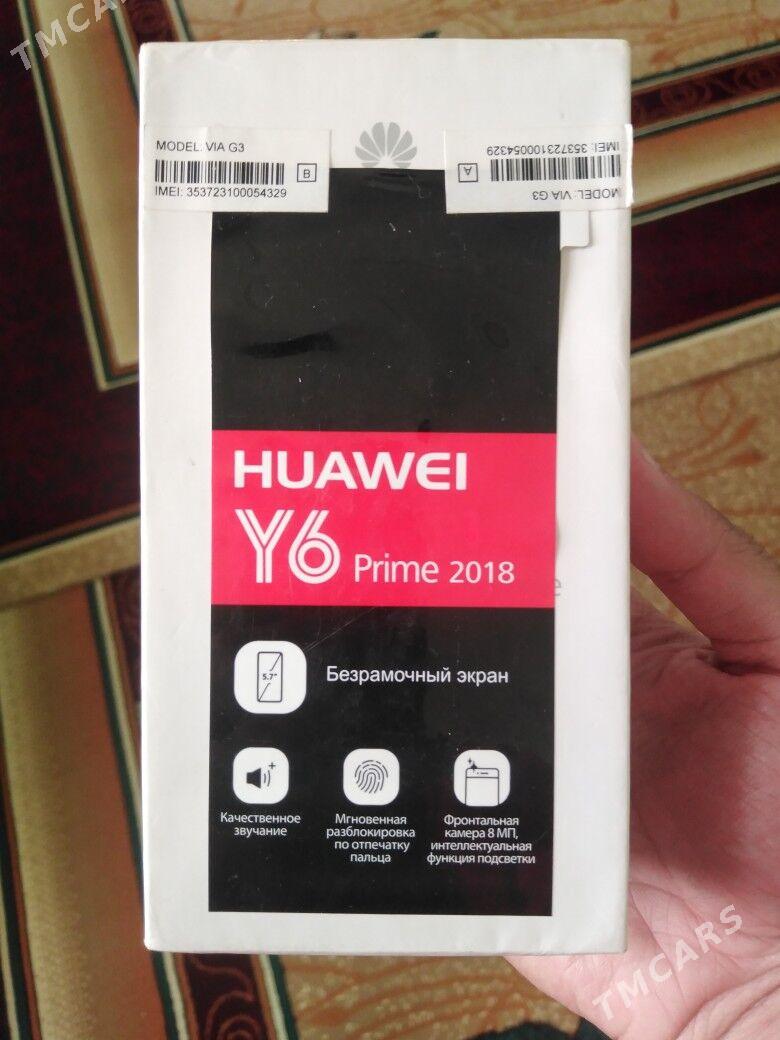 TMCARS
MODEL: VIA G3
B
IMEI: 353723100054329
IMEI: 353723100054329
A
MODEL: VIA G3
HUAWEI
Y6 Prime 2018
e
5.7"
Безрамочный экран
Качественное
звучание
Мгновенная
разблокировка
по отпечатку
пальца
Фронтальная
камера 8 МП,
интеллектуальная
функция подсветки
TMCARS